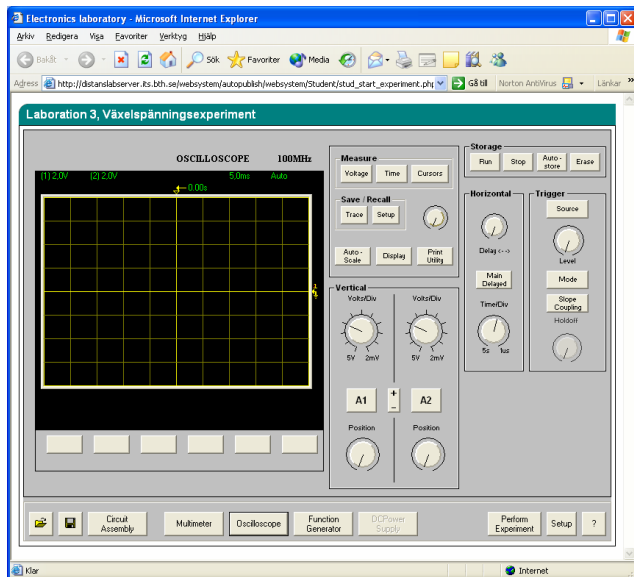 Electronics laboratory - Microsoft Internet Explorer
Arkiv Redigera Visa Favoriter Verktyg Hjälp
Bakåt Sök Favoriter Media
Adress http://distanslabserver.its.bth.se/websystem/autopublish/websystem/Student/stud_start_experiment.php Gå till Norton AntiVirus Länkar »
Laboration 3, Växelspänningsexperiment
OSCILLOSCOPE 100MHz
(1) 2,0V (2) 2,0V 5,0ms Auto
0.00s
1
Measure
Voltage Time Cursors
Save / Recall
Trace Setup
Auto - Scale
Display
Print Utility
Storage
Run Stop Auto - store Erase
Horizontal
Delay <-->
Main Delayed
Time/Div
5s 1us
Trigger
Source
Level
Mode
Slope Coupling
Holdoff
Vertical
Volts/Div Volts/Div
5V 2mV 5V 2mV
A1 + - A2
Position Position
Circuit Assembly
Multimeter
Oscilloscope
Function Generator
DCPower Supply
Perform Experiment
Setup
?
Klar Internet